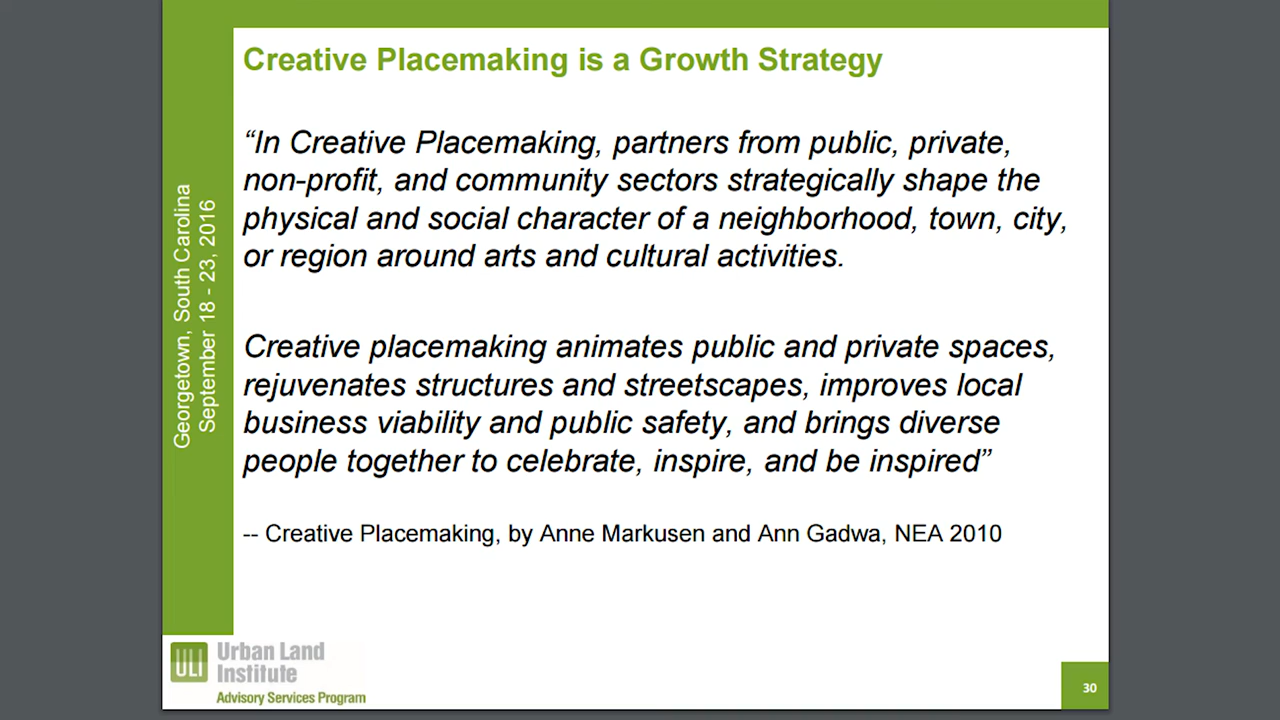 Creative Placemaking is a Growth Strategy
“In Creative Placemaking, partners from public, private,
non-profit, and community sectors strategically shape the
physical and social character of a neighborhood, town, city,
or region around arts and cultural activities.
Creative placemaking animates public and private spaces,
rejuvenates structures and streetscapes, improves local
business viability and public safety, and brings diverse
people together to celebrate, inspire, and be inspired”
-- Creative Placemaking, by Anne Markusen and Ann Gadwa, NEA 2010
Georgetown, South Carolina
September 18 - 23, 2016
ULI
Urban Land
Institute
Advisory Services Program
30